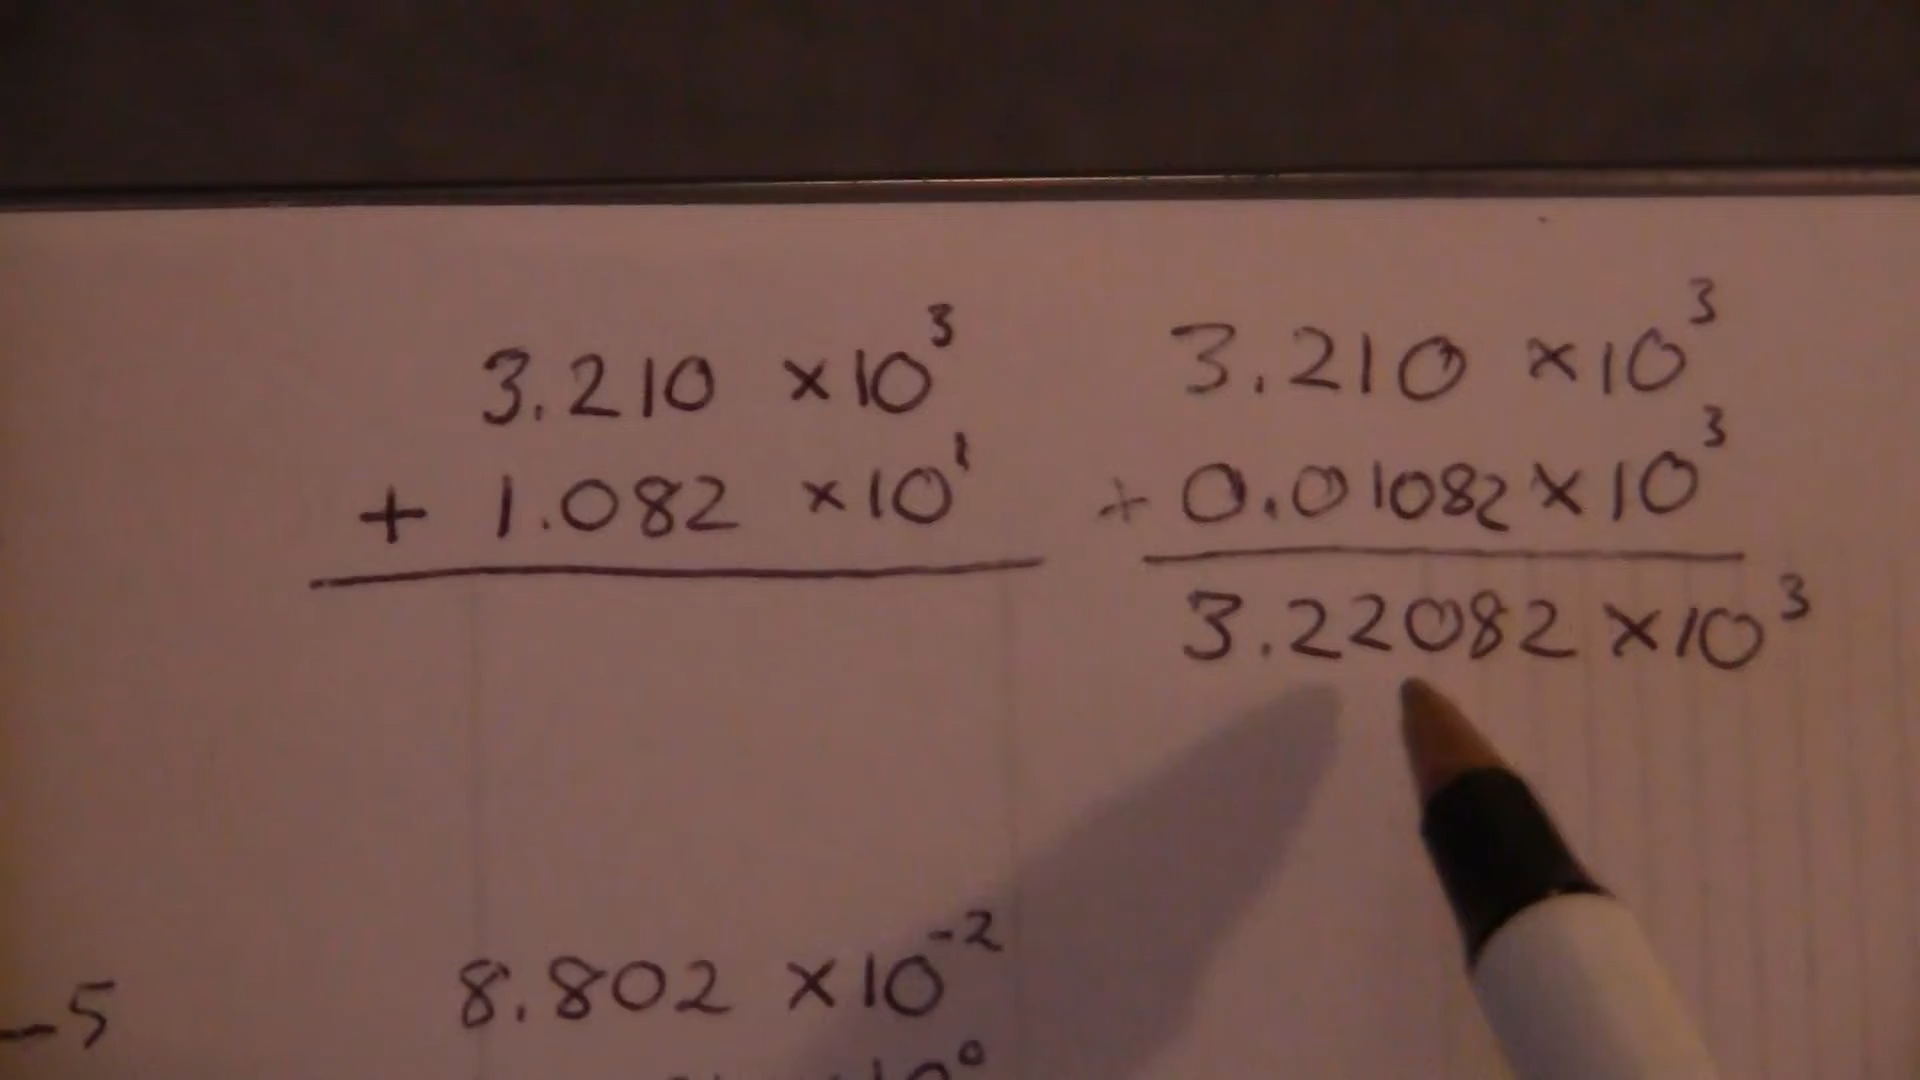 3.210 ×10³
+ 1.082 ×10¹
3.210 ×10³
+ 0.01082 ×10³
3.22082 ×10³
8.802 ×10⁻²
-5